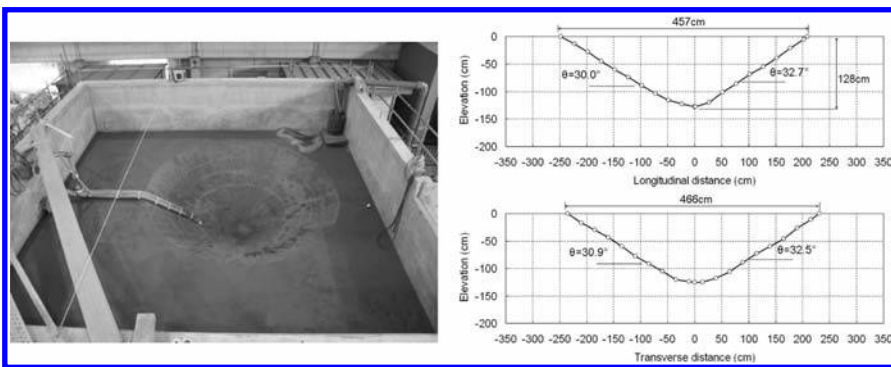 457cm
0
-50
-100
-150
-200
Elevation (cm)
θ=30.0°
θ=32.7°
128cm
-350 -300 -250 -200 -150 -100 -50 0 50 100 150 200 250 300 350
Longitudinal distance (cm)
466cm
0
-50
-100
-150
-200
Elevation (cm)
θ=30.9°
θ=32.5°
-350 -300 -250 -200 -150 -100 -50 0 50 100 150 200 250 300 350
Transverse distance (cm)